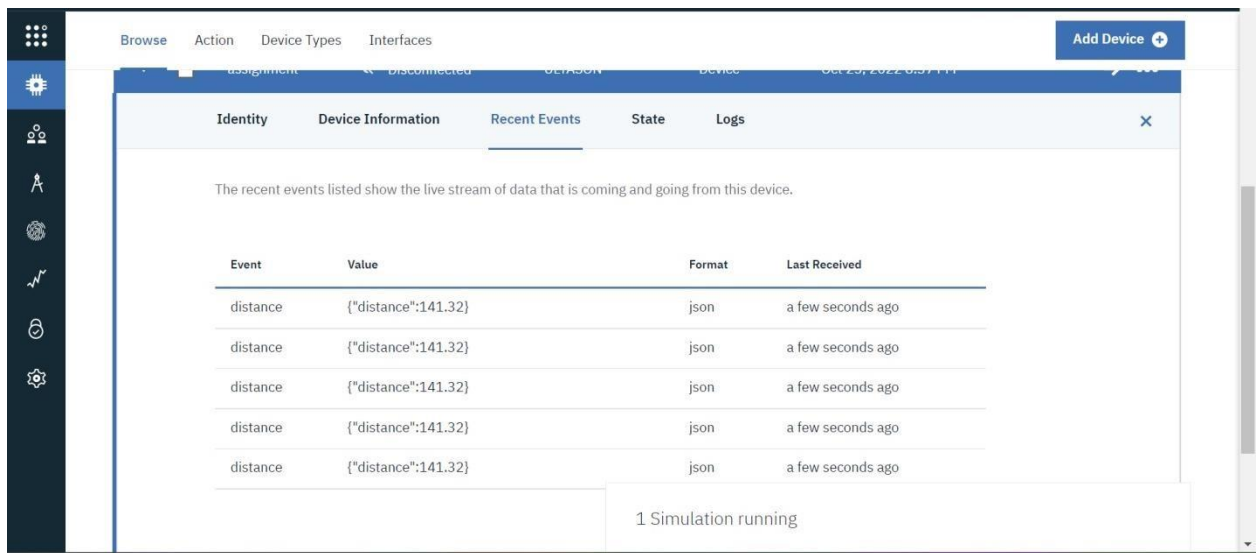 Browse Action Device Types Interfaces Add Device
assignment Disconnected Device
Identity Device Information Recent Events State Logs
The recent events listed show the live stream of data that is coming and going from this device.
Event Value Format Last Received
distance {"distance":141.32} json a few seconds ago
distance {"distance":141.32} json a few seconds ago
distance {"distance":141.32} json a few seconds ago
distance {"distance":141.32} json a few seconds ago
distance {"distance":141.32} json a few seconds ago
1 Simulation running